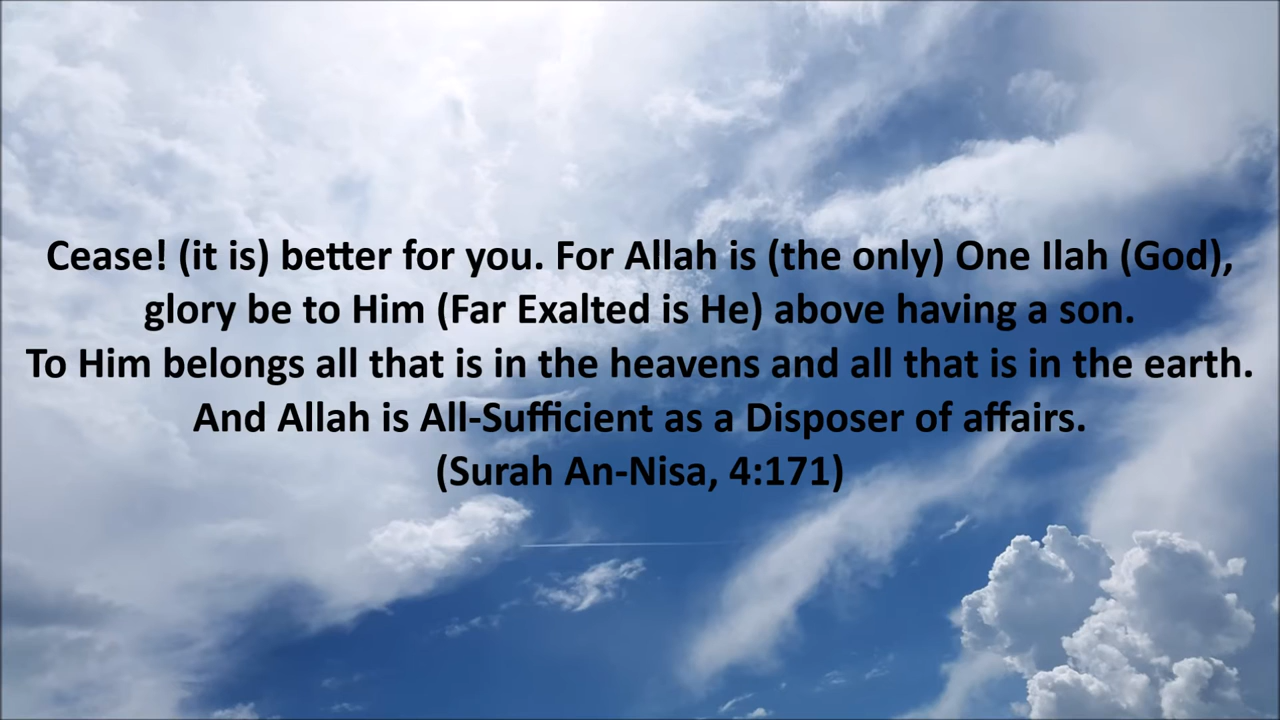 Cease! (it is) better for you. For Allah is (the only) One Ilah (God),
glory be to Him (Far Exalted is He) above having a son.
To Him belongs all that is in the heavens and all that is in the earth.
And Allah is All-Sufficient as a Disposer of affairs.
(Surah An-Nisa, 4:171)